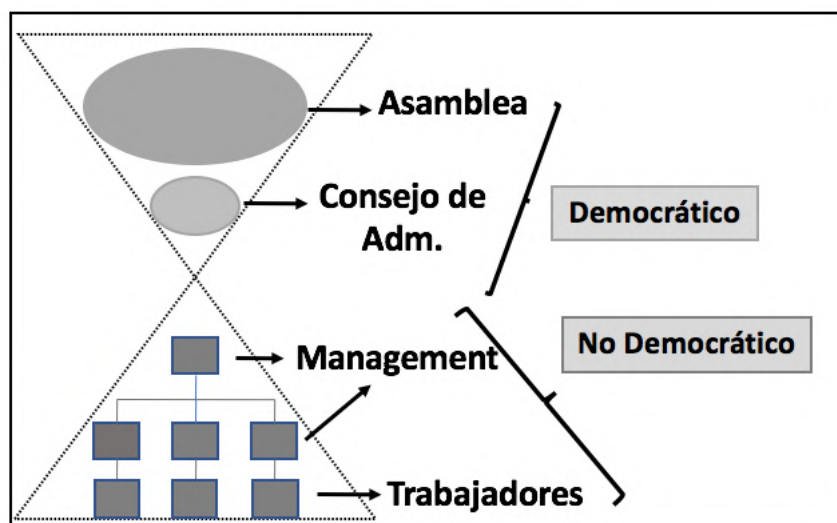 Asamblea
Consejo de
Adm.
Democrático
No Democrático
Management
Trabajadores